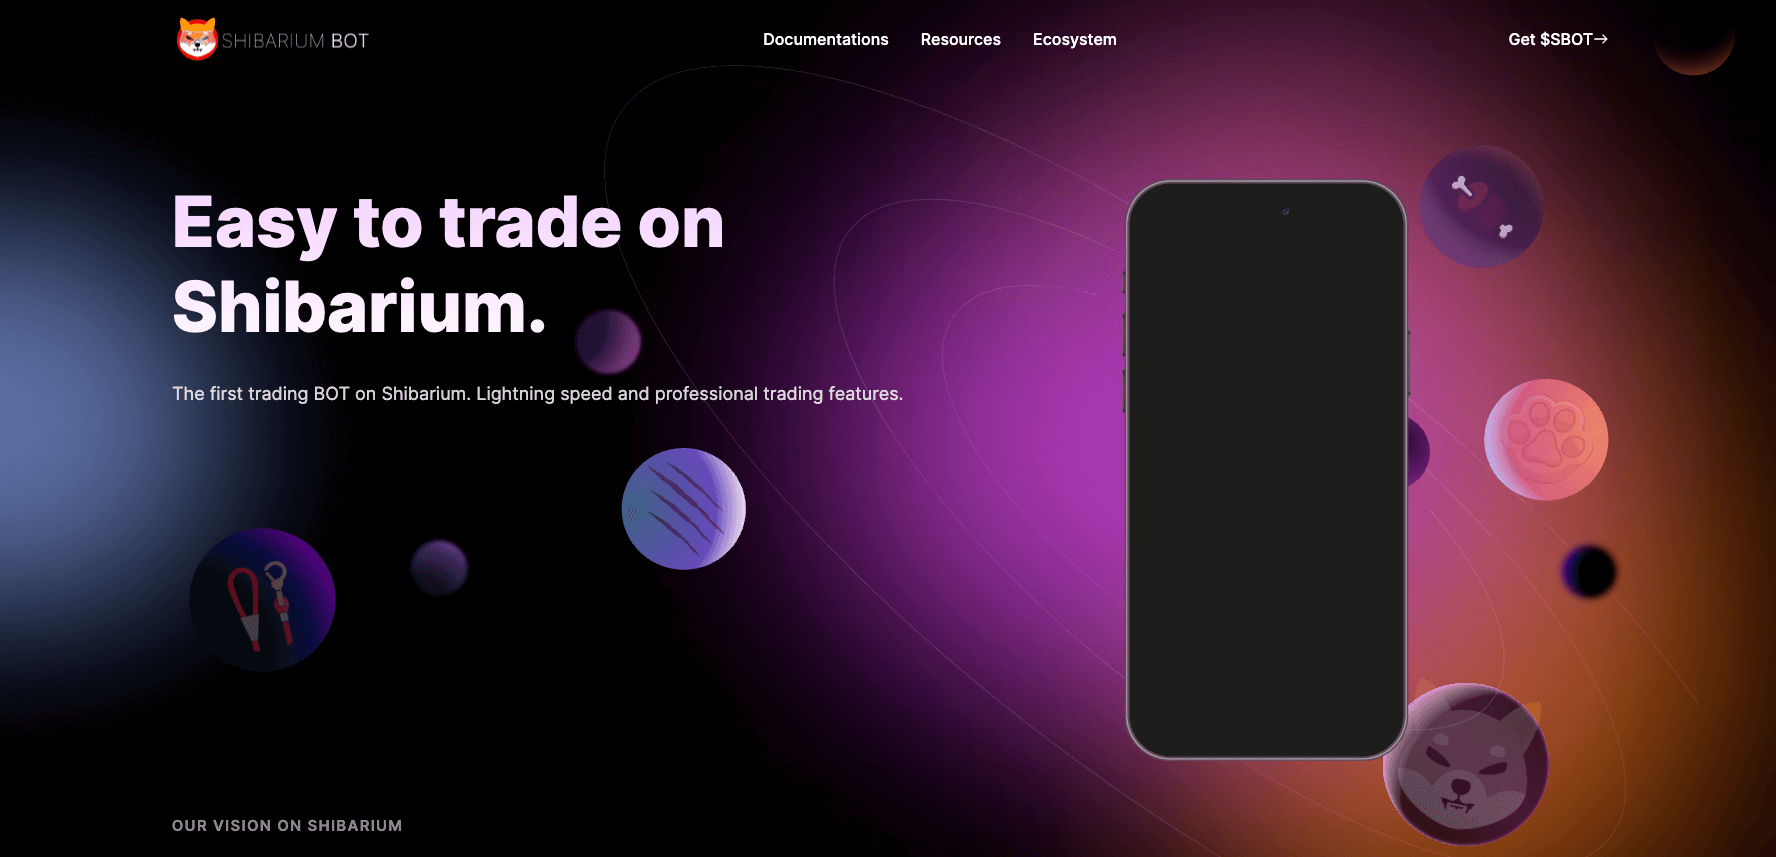 SHIBARIUM BOT
Documentations
Resources
Ecosystem
Get $SBOT→
Easy to trade on
Shibarium.
The first trading BOT on Shibarium. Lightning speed and professional trading features.
OUR VISION ON SHIBARIUM